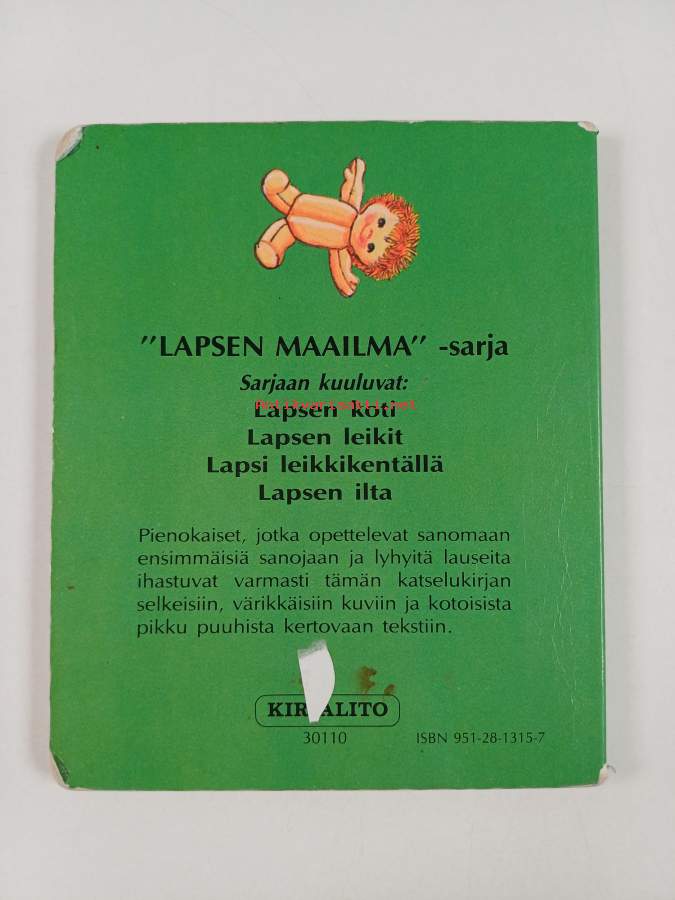 "LAPSEN MAAILMA" -sarja
Sarjaan kuuluvat:
Lapsen koti
Antikvariaatti.net
Lapsen leikit
Lapsi leikkikentällä
Lapsen ilta
Pienokaiset, jotka opettelevat sanomaan
ensimmäisiä sanojaan ja lyhyitä lauseita
ihastuvat varmasti tämän katselukirjan
selkeisiin, värikkäisiin kuviin ja kotoisista
pikku puuhista kertovaan tekstiin.
30110
ISBN 951-28-1315-7